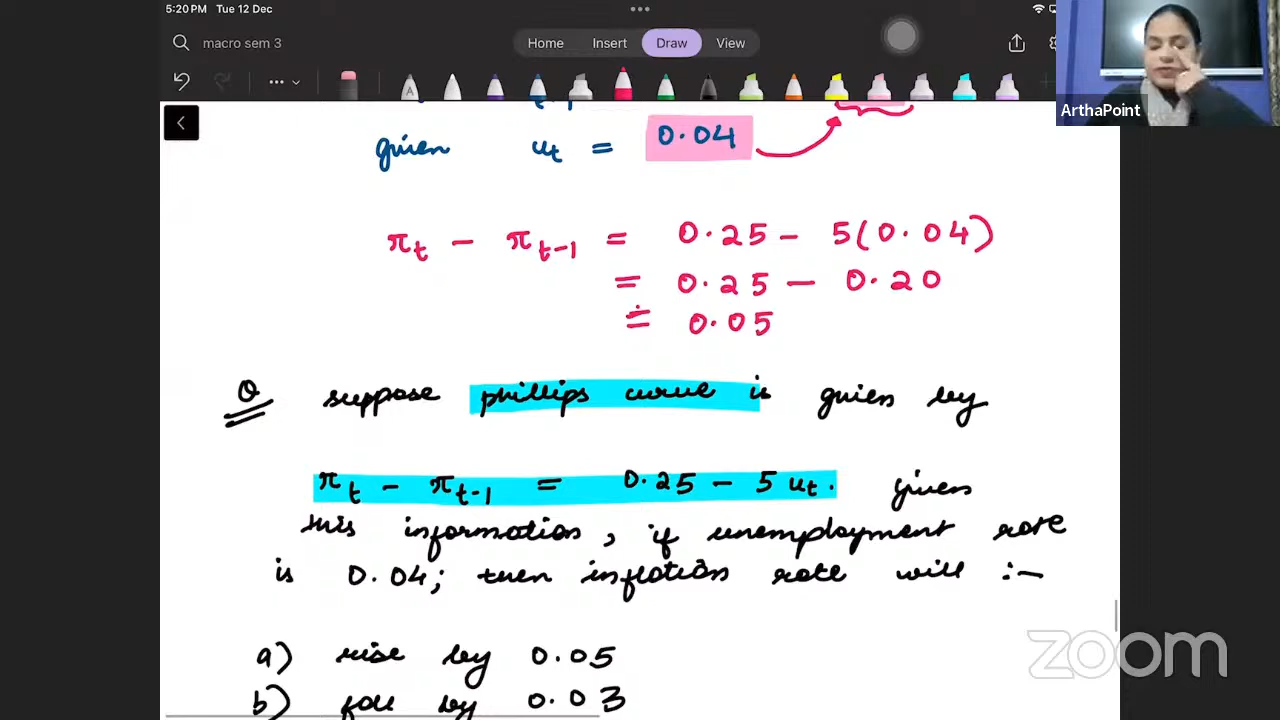 5:20 PM Tue 12 Dec
macro sem 3
Home Insert Draw View
ArthaPoint
given u_t = 0.04
π_t - π_{t-1} = 0.25 - 5(0.04)
= 0.25 - 0.20
= 0.05
Q suppose phillips curve is given by
π_t - π_{t-1} = 0.25 - 5 u_t. given
this information, if unemployment rate
is 0.04; then inflation rate will :-
a) rise by 0.05
b) fall by 0.03
zoom